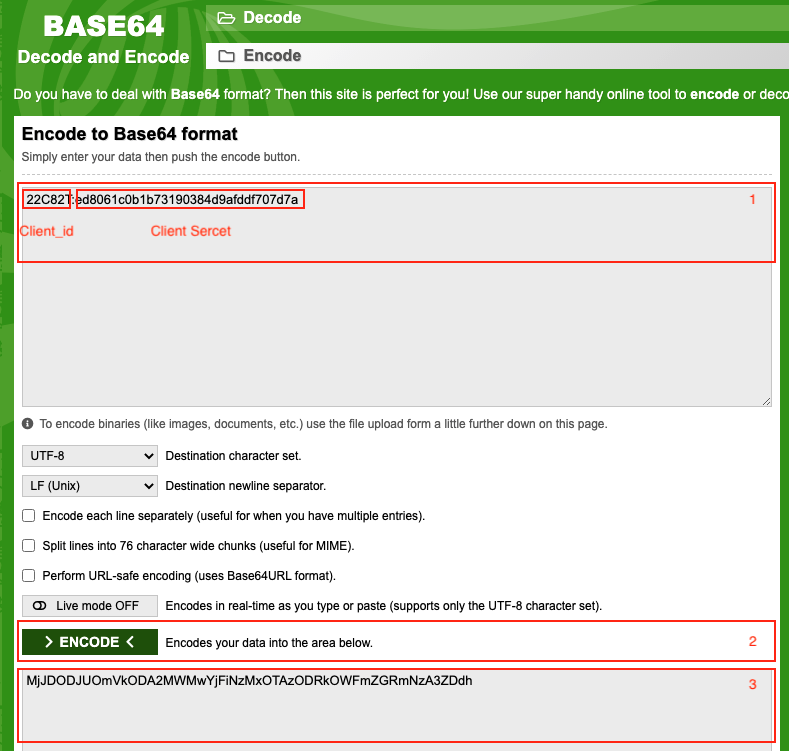 BASE64
Decode and Encode
Decode
Encode
Do you have to deal with Base64 format? Then this site is perfect for you! Use our super handy online tool to encode or deco
Encode to Base64 format
Simply enter your data then push the encode button.
22C82T:ed8061c0b1b73190384d9afddf707d7a
1
Client_id
Client Sercet
To encode binaries (like images, documents, etc.) use the file upload form a little further down on this page.
UTF-8 Destination character set.
LF (Unix) Destination newline separator.
Encode each line separately (useful for when you have multiple entries).
Split lines into 76 character wide chunks (useful for MIME).
Perform URL-safe encoding (uses Base64URL format).
Live mode OFF Encodes in real-time as you type or paste (supports only the UTF-8 character set).
> ENCODE < Encodes your data into the area below.
2
MjJDODJUOmVkODA2MWMwYjFiNzMxOTAzODRkOWFmZGRmNzA3ZDdh
3